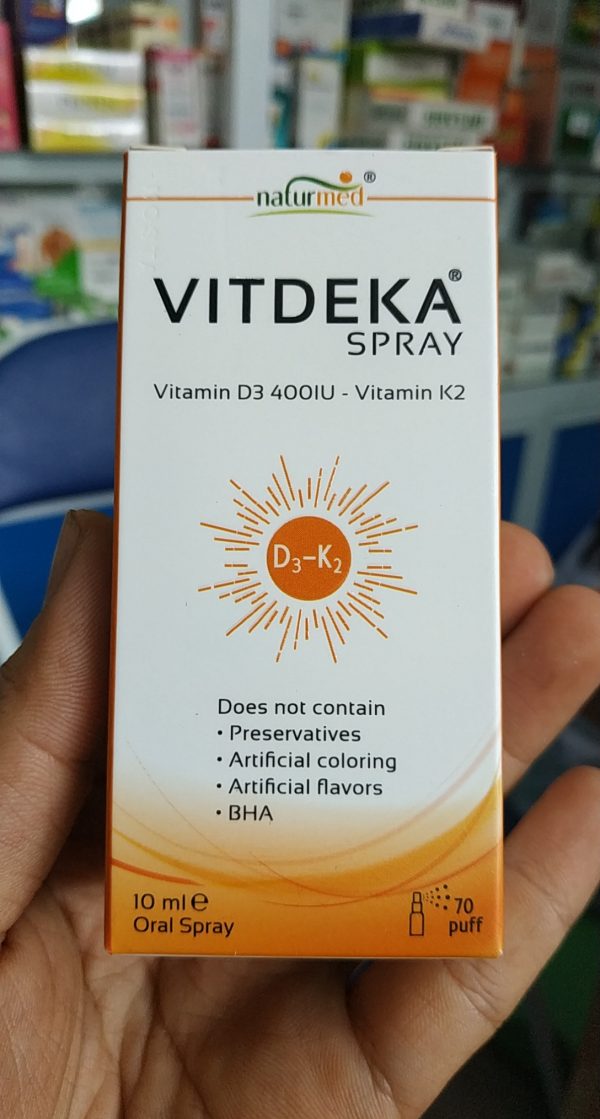 naturmed®
VITDEKA®
SPRAY
Vitamin D3 400IU - Vitamin K2
D₃-K₂
Does not contain
• Preservatives
• Artificial coloring
• Artificial flavors
• BHA
10 ml ℮
Oral Spray
70
puff